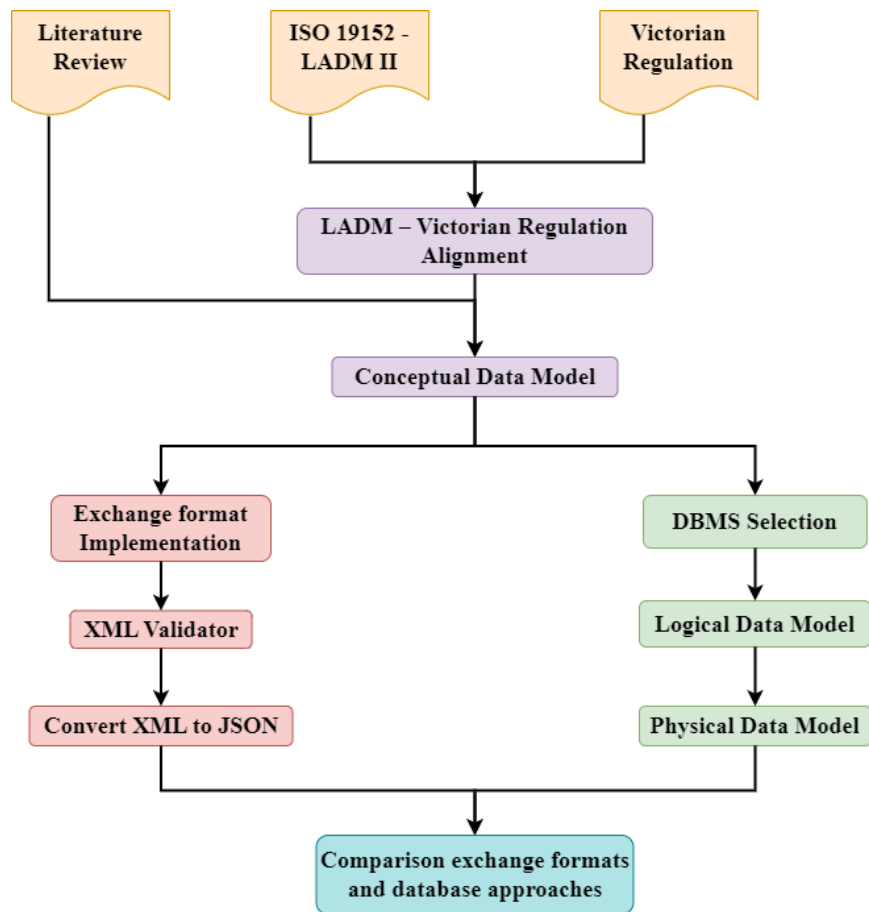 Literature
Review
ISO 19152 -
LADM II
Victorian
Regulation
LADM – Victorian Regulation
Alignment
Conceptual Data Model
Exchange format
Implementation
DBMS Selection
XML Validator
Logical Data Model
Convert XML to JSON
Physical Data Model
Comparison exchange formats
and database approaches